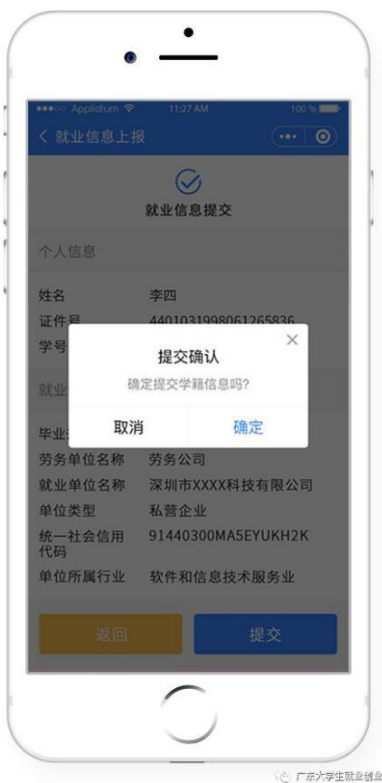 Applidium 11:27 AM 100 %
就业信息上报
就业信息提交
个人信息
姓名 李四
证件号 4401031998061265836
学号
提交确认
确定提交学籍信息吗?
取消 确定
就业
毕业
劳务单位名称 劳务公司
就业单位名称 深圳市XXXX科技有限公司
单位类型 私营企业
统一社会信用代码 91440300MA5EYUKH2K
单位所属行业 软件和信息技术服务业
返回 提交
广东大学生就业创业